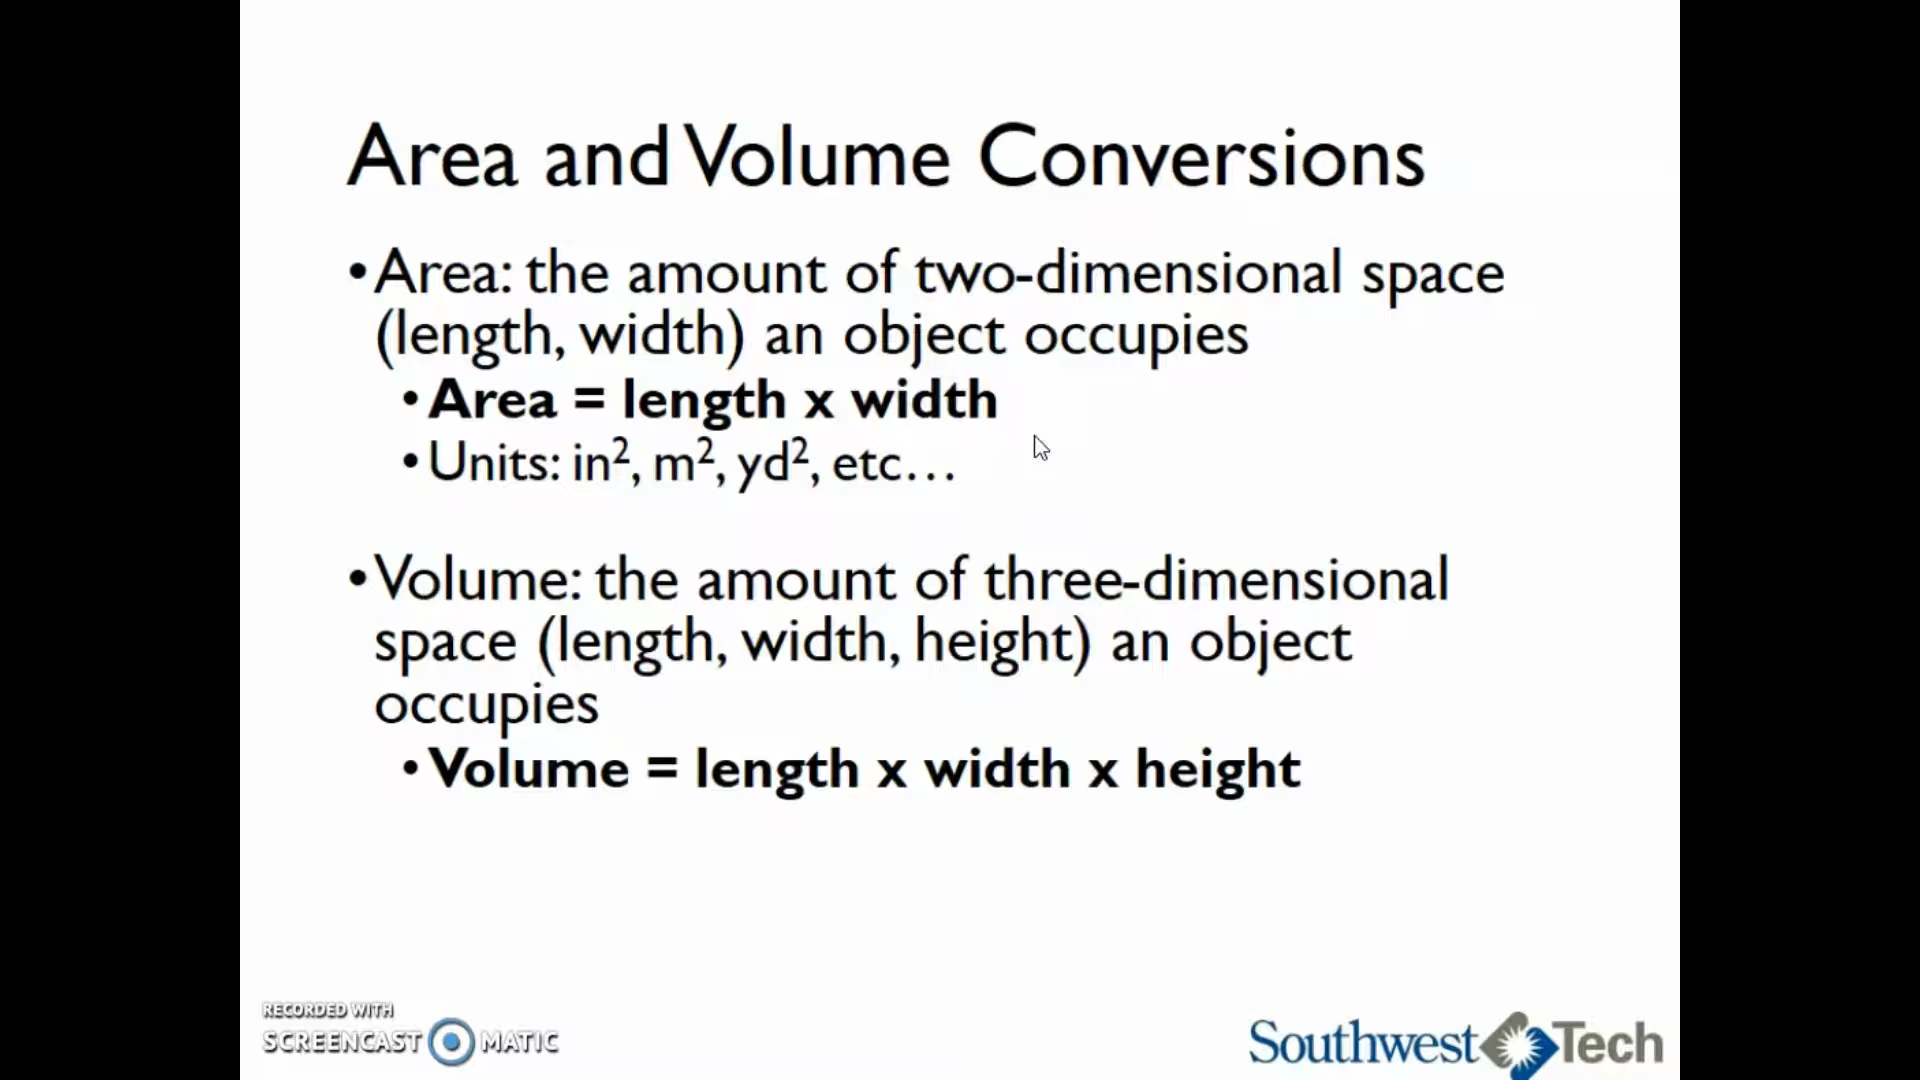 Area and Volume Conversions
•Area: the amount of two-dimensional space
(length, width) an object occupies
•Area = length x width
•Units: in², m², yd², etc…
•Volume: the amount of three-dimensional
space (length, width, height) an object
occupies
•Volume = length x width x height
RECORDED WITH
SCREENCAST MATIC
Southwest Tech